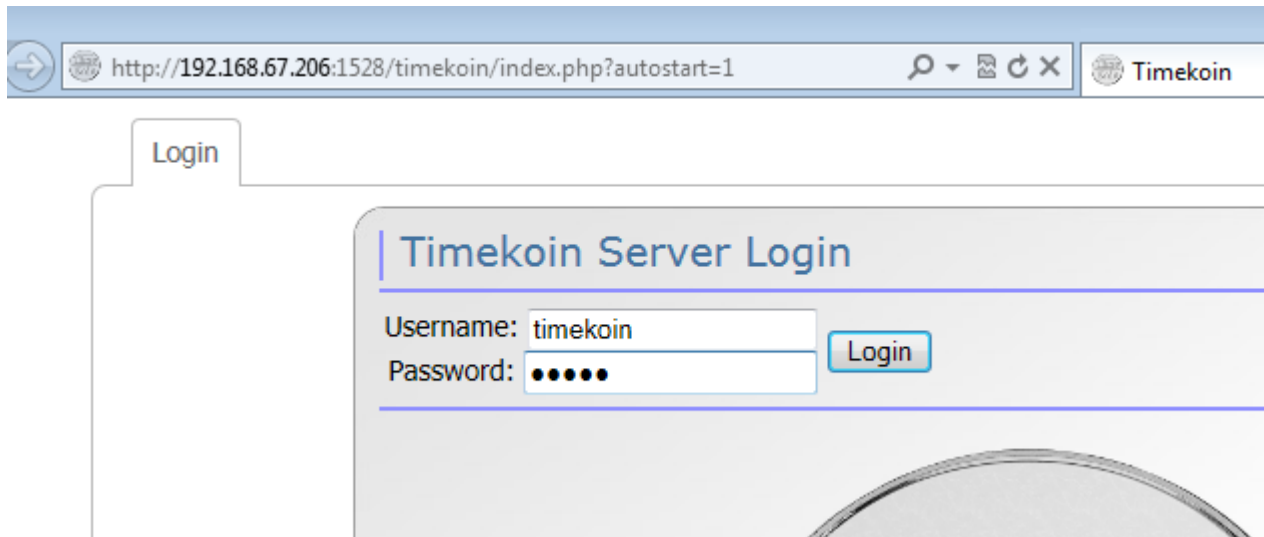 http://192.168.67.206:1528/timekoin/index.php?autostart=1
Timekoin
Login
Timekoin Server Login
Username: timekoin
Login
Password: •••••